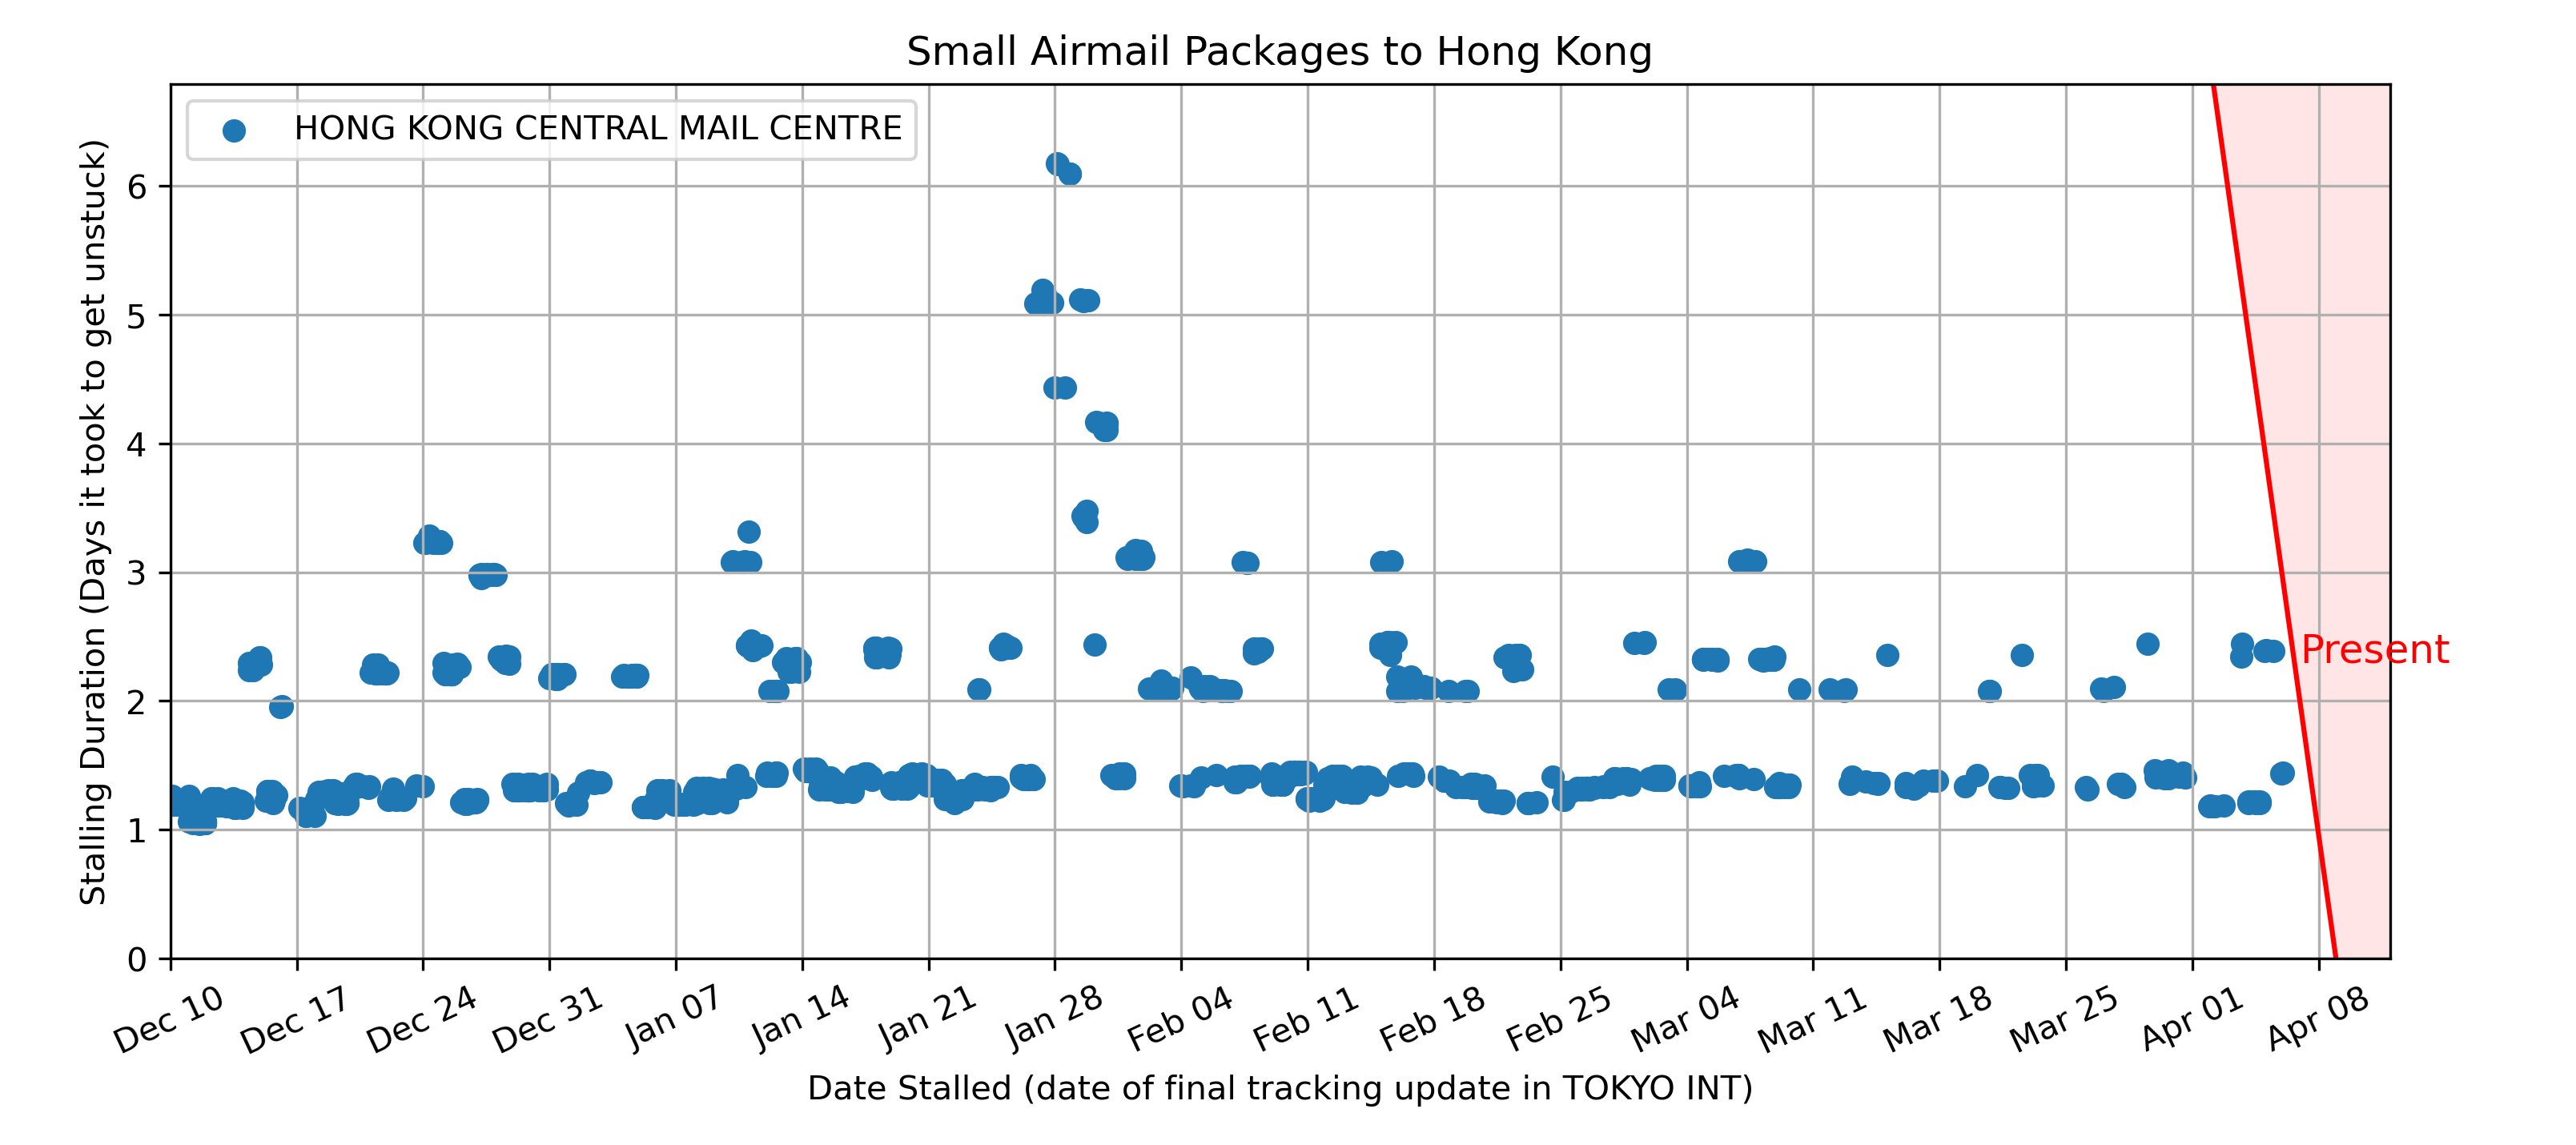 Small Airmail Packages to Hong Kong
HONG KONG CENTRAL MAIL CENTRE
Stalling Duration (Days it took to get unstuck)
6
5
4
3
2
1
0
Present
Dec 10
Dec 17
Dec 24
Dec 31
Jan 07
Jan 14
Jan 21
Jan 28
Feb 04
Feb 11
Feb 18
Feb 25
Mar 04
Mar 11
Mar 18
Mar 25
Apr 01
Apr 08
Date Stalled (date of final tracking update in TOKYO INT)